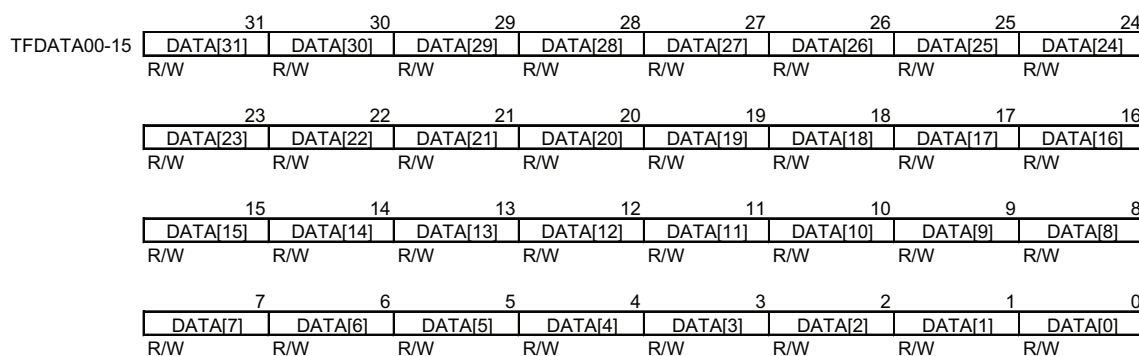 31 30 29 28 27 26 25 24
TFDATA00-15 DATA[31] DATA[30] DATA[29] DATA[28] DATA[27] DATA[26] DATA[25] DATA[24]
R/W R/W R/W R/W R/W R/W R/W R/W
23 22 21 20 19 18 17 16
DATA[23] DATA[22] DATA[21] DATA[20] DATA[19] DATA[18] DATA[17] DATA[16]
R/W R/W R/W R/W R/W R/W R/W R/W
15 14 13 12 11 10 9 8
DATA[15] DATA[14] DATA[13] DATA[12] DATA[11] DATA[10] DATA[9] DATA[8]
R/W R/W R/W R/W R/W R/W R/W R/W
7 6 5 4 3 2 1 0
DATA[7] DATA[6] DATA[5] DATA[4] DATA[3] DATA[2] DATA[1] DATA[0]
R/W R/W R/W R/W R/W R/W R/W R/W